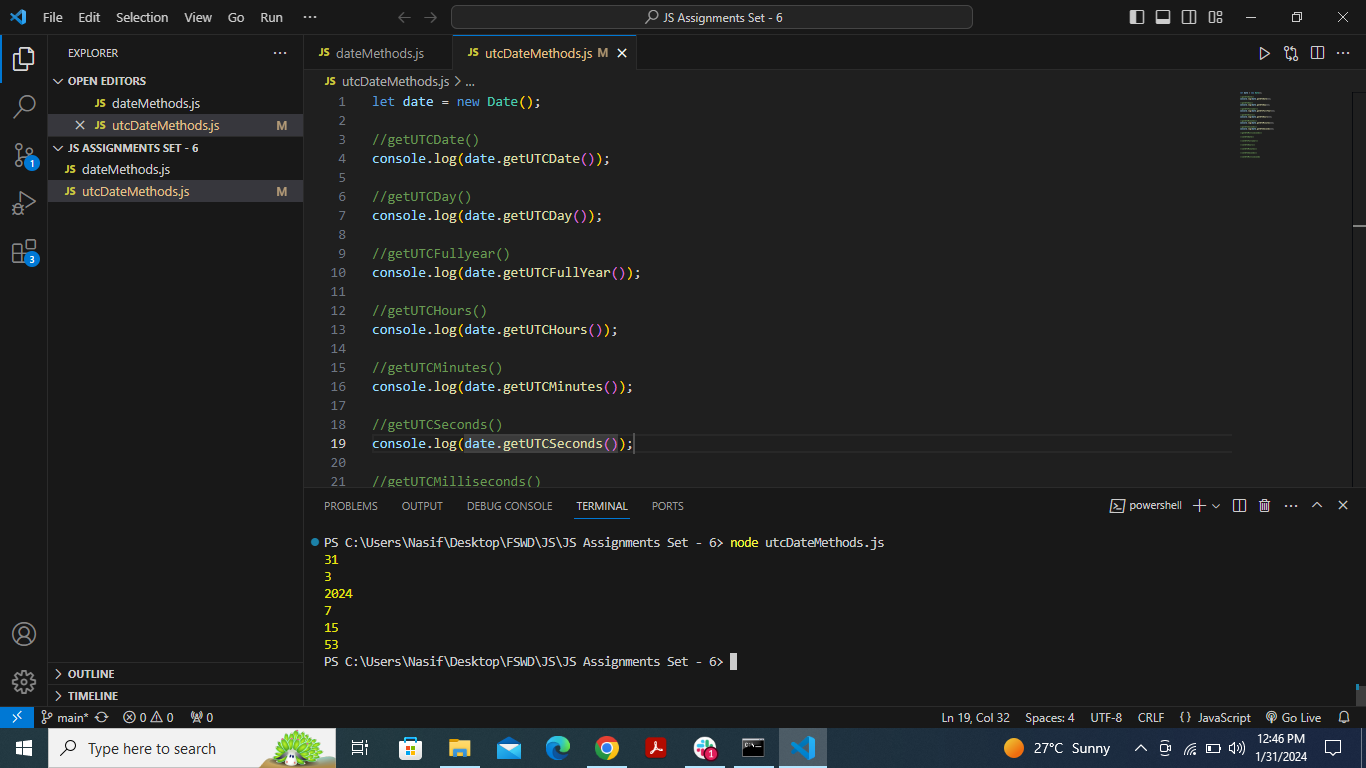 File Edit Selection View Go Run ···
JS Assignments Set - 6
EXPLORER ···
OPEN EDITORS
JS dateMethods.js
JS utcDateMethods.js M
JS ASSIGNMENTS SET - 6
JS dateMethods.js
JS utcDateMethods.js M
OUTLINE
TIMELINE
1
3
JS dateMethods.js
JS utcDateMethods.js M
JS utcDateMethods.js > ...
1 let date = new Date();
2
3 //getUTCDate()
4 console.log(date.getUTCDate());
5
6 //getUTCDay()
7 console.log(date.getUTCDay());
8
9 //getUTCFullyear()
10 console.log(date.getUTCFullYear());
11
12 //getUTCHours()
13 console.log(date.getUTCHours());
14
15 //getUTCMinutes()
16 console.log(date.getUTCMinutes());
17
18 //getUTCSeconds()
19 console.log(date.getUTCSeconds());
20
21 //getUTCMilliseconds()
PROBLEMS OUTPUT DEBUG CONSOLE TERMINAL PORTS
powershell
PS C:\Users\Nasif\Desktop\FSWD\JS\JS Assignments Set - 6> node utcDateMethods.js
31
3
2024
7
15
53
PS C:\Users\Nasif\Desktop\FSWD\JS\JS Assignments Set - 6>
main* 0 0 0
Ln 19, Col 32 Spaces: 4 UTF-8 CRLF {} JavaScript Go Live
Type here to search
1
27°C Sunny
12:46 PM
1/31/2024